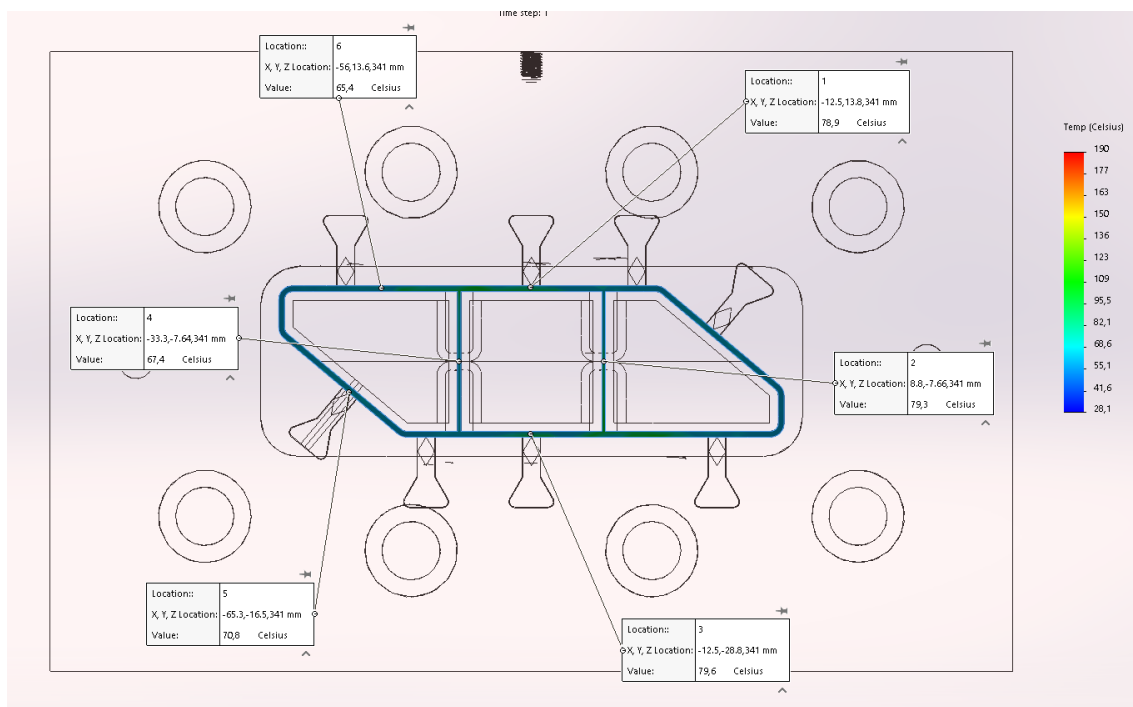 Time step: 1
Location:: 6
X, Y, Z Location: -56,13.6,341 mm
Value: 65,4 Celsius
Location:: 1
X, Y, Z Location: -12.5,13.8,341 mm
Value: 78,9 Celsius
Temp (Celsius)
190
177
163
150
136
123
109
95,5
82,1
68,6
55,1
41,6
28,1
Location:: 4
X, Y, Z Location: -33.3,-7.64,341 mm
Value: 67,4 Celsius
Location:: 2
X, Y, Z Location: 8.8,-7.66,341 mm
Value: 79,3 Celsius
Location:: 5
X, Y, Z Location: -65.3,-16.5,341 mm
Value: 70,8 Celsius
Location:: 3
X, Y, Z Location: -12.5,-28.8,341 mm
Value: 79,6 Celsius